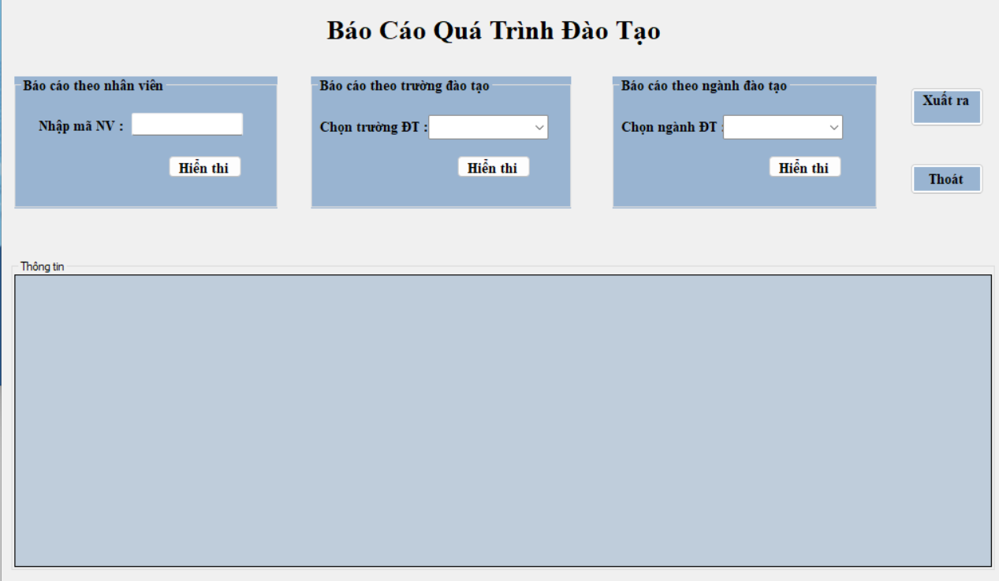 Báo Cáo Quá Trình Đào Tạo
Báo cáo theo nhân viên
Nhập mã NV :
Hiển thi
Báo cáo theo trường đào tạo
Chọn trường ĐT :
Hiển thi
Báo cáo theo ngành đào tạo
Chọn ngành ĐT :
Hiển thi
Xuất ra
Thoát
Thông tin